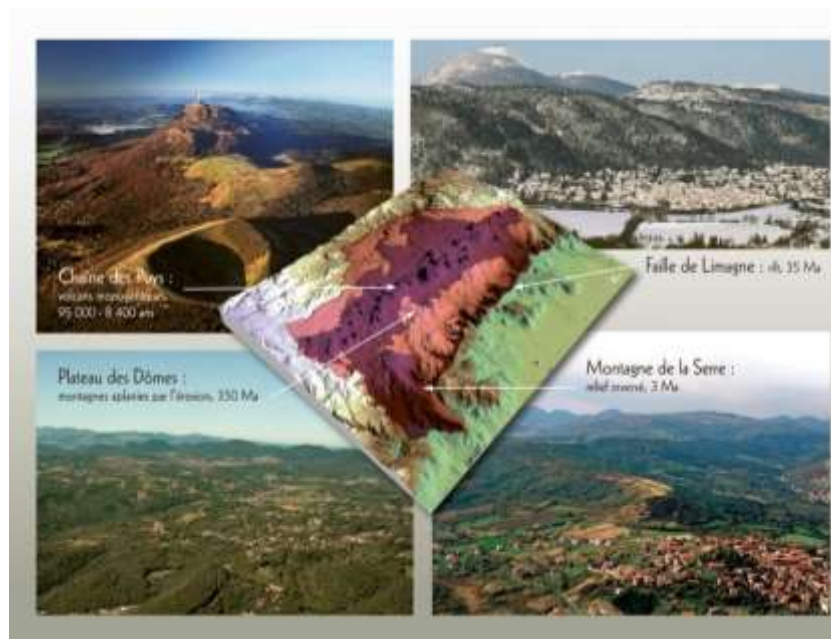 Chaîne des Puys :
volcans monogéniques,
95 000 - 8 400 ans
Faille de Limagne : rift, 35 Ma
Plateau des Dômes :
montagnes aplanies par l'érosion, 350 Ma
Montagne de la Serre :
relief inversé, 3 Ma